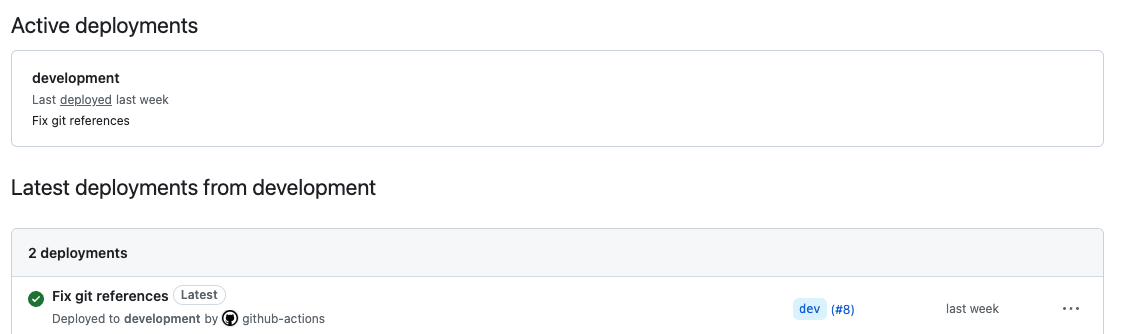 Active deployments
development
Last deployed last week
Fix git references
Latest deployments from development
2 deployments
Fix git references Latest
Deployed to development by github-actions
dev (#8)
last week